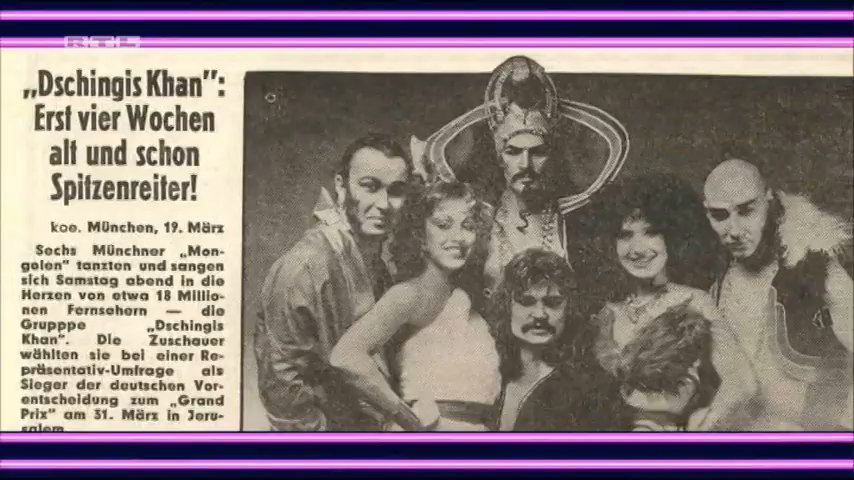 RTL
„Dschingis Khan”:
Erst vier Wochen
alt und schon
Spitzenreiter!
koe. München, 19. März
Sechs Münchner „Mon-
golen” tanzten und sangen
sich Samstag abend in die
Herzen von etwa 18 Millio-
nen Fernsehern — die
Grupppe „Dschingis
Khan”. Die Zuschauer
wählten sie bei einer Re-
präsentativ-Umfrage als
Sieger der deutschen Vor-
entscheidung zum „Grand
Prix” am 31. März in Jeru-
salem